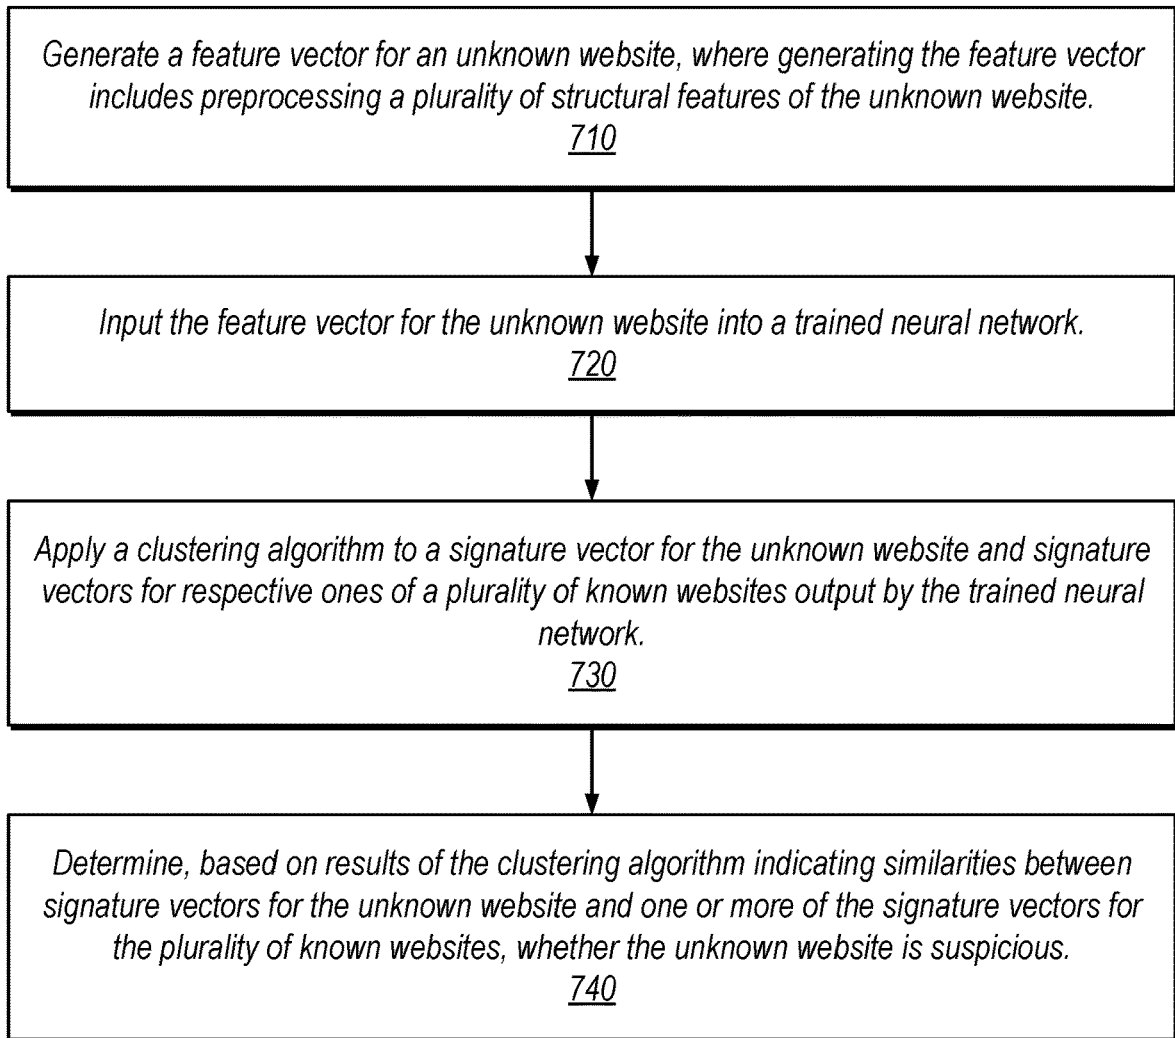 Generate a feature vector for an unknown website, where generating the feature vector
includes preprocessing a plurality of structural features of the unknown website.
710
Input the feature vector for the unknown website into a trained neural network.
720
Apply a clustering algorithm to a signature vector for the unknown website and signature
vectors for respective ones of a plurality of known websites output by the trained neural
network.
730
Determine, based on results of the clustering algorithm indicating similarities between
signature vectors for the unknown website and one or more of the signature vectors for
the plurality of known websites, whether the unknown website is suspicious.
740